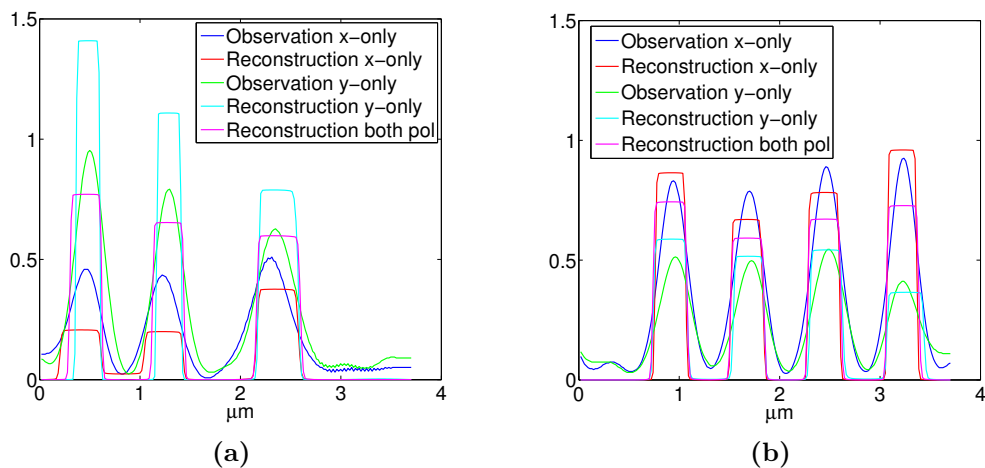 1.5
1
0.5
0
0 1 2 3 4
μm
Observation x-only
Reconstruction x-only
Observation y-only
Reconstruction y-only
Reconstruction both pol
(a)
1.5
1
0.5
0
0 1 2 3 4
μm
Observation x-only
Reconstruction x-only
Observation y-only
Reconstruction y-only
Reconstruction both pol
(b)